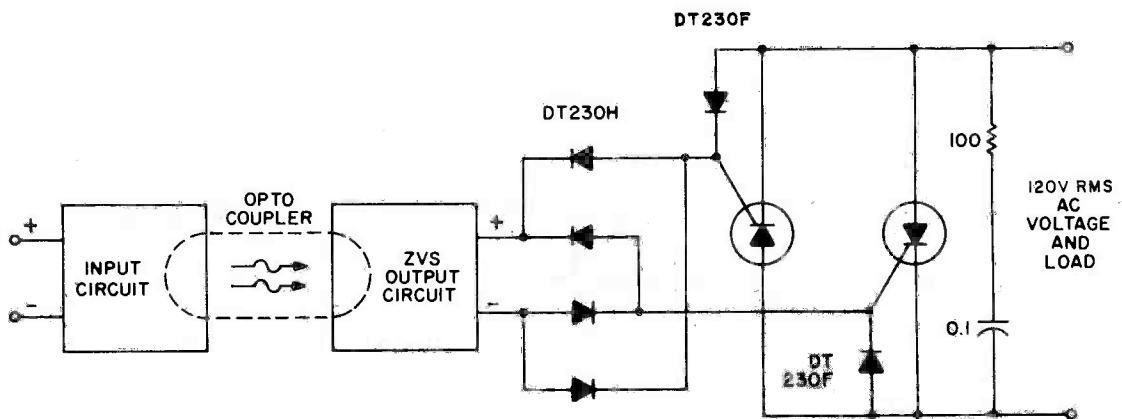 DT230F
DT230H
100
OPTO
COUPLER
120V RMS
AC
VOLTAGE
AND
LOAD
+
+
INPUT
CIRCUIT
ZVS
OUTPUT
CIRCUIT
-
-
0.1
DT
230F